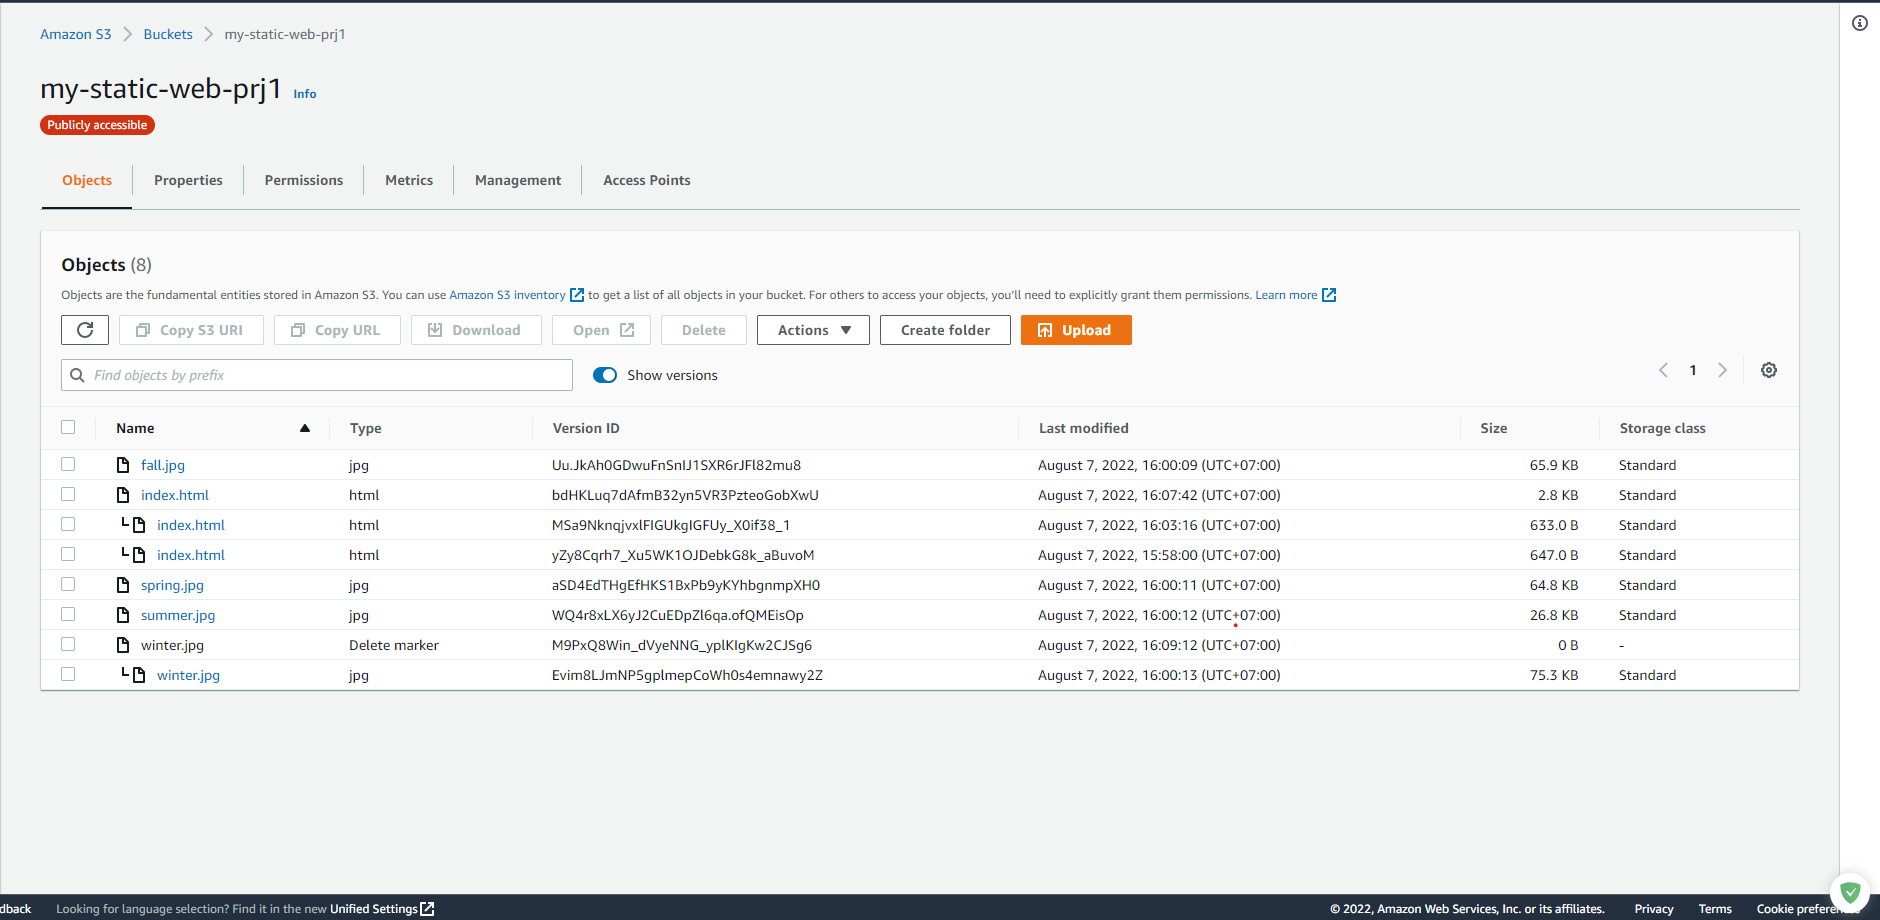 Amazon S3 > Buckets > my-static-web-prj1
my-static-web-prj1 Info
Publicly accessible
Objects Properties Permissions Metrics Management Access Points
Objects (8)
Objects are the fundamental entities stored in Amazon S3. You can use Amazon S3 inventory to get a list of all objects in your bucket. For others to access your objects, you'll need to explicitly grant them permissions. Learn more
Copy S3 URI Copy URL Download Open Delete Actions Create folder Upload
Find objects by prefix Show versions 1
Name Type Version ID Last modified Size Storage class
fall.jpg jpg Uu.JkAh0GDwuFnSnIJ1SXR6rJFl82mu8 August 7, 2022, 16:00:09 (UTC+07:00) 65.9 KB Standard
index.html html bdHKLuq7dAfmB32yn5VR3PzteoGobXwU August 7, 2022, 16:07:42 (UTC+07:00) 2.8 KB Standard
index.html html MSa9NknqjvxlFIGUkgIGFUy_X0if38_1 August 7, 2022, 16:03:16 (UTC+07:00) 633.0 B Standard
index.html html yZy8Cqrh7_Xu5WK1OJDebkG8k_aBuvoM August 7, 2022, 15:58:00 (UTC+07:00) 647.0 B Standard
spring.jpg jpg aSD4EdTHgEfHKS1BxPb9yKYhbgnmpXH0 August 7, 2022, 16:00:11 (UTC+07:00) 64.8 KB Standard
summer.jpg jpg WQ4r8xLX6yJ2CuEDpZl6qa.ofQMEisOp August 7, 2022, 16:00:12 (UTC+07:00) 26.8 KB Standard
winter.jpg Delete marker M9PxQ8Win_dVyeNNG_yplKIgKw2CJSg6 August 7, 2022, 16:09:12 (UTC+07:00) 0 B -
winter.jpg jpg Evim8LJmNP5gplmepCoWh0s4emnawy2Z August 7, 2022, 16:00:13 (UTC+07:00) 75.3 KB Standard
dback Looking for language selection? Find it in the new Unified Settings © 2022, Amazon Web Services, Inc. or its affiliates. Privacy Terms Cookie prefere